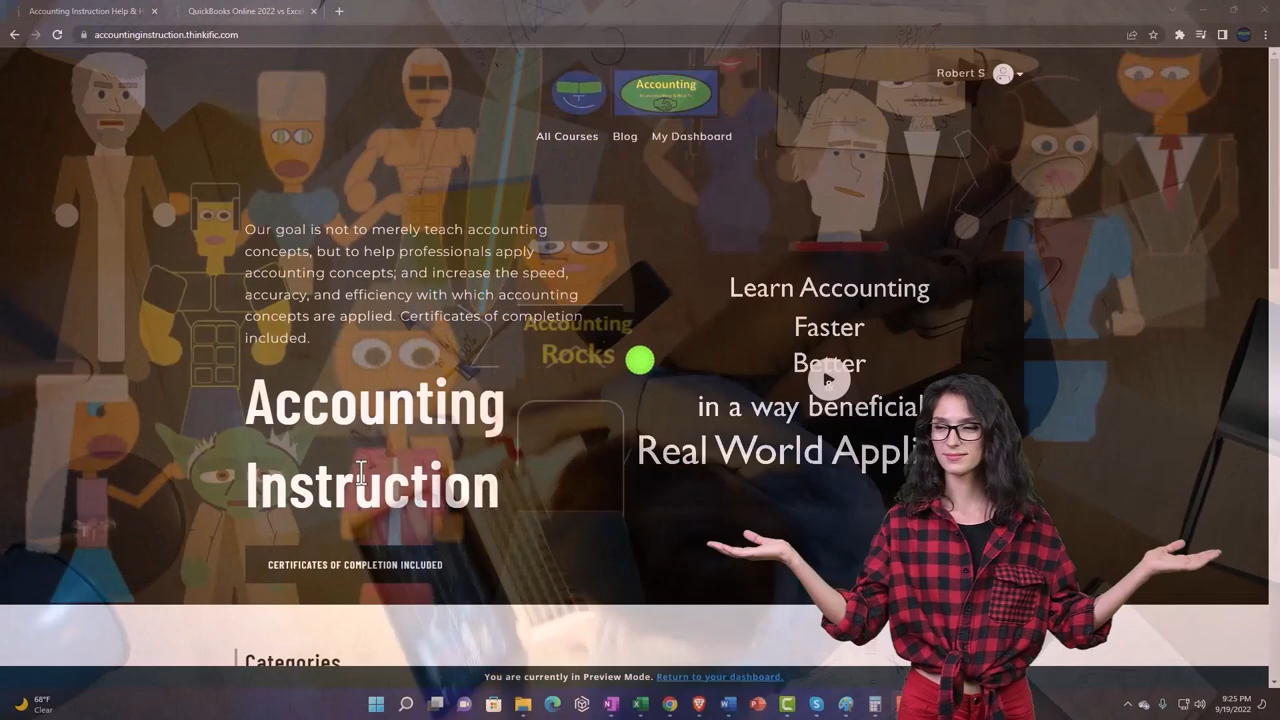 Accounting Instruction Help & H
QuickBooks Online 2022 vs Exce
accountinginstruction.thinkific.com
Robert S
Accounting
All Courses Blog My Dashboard
Our goal is not to merely teach accounting
concepts, but to help professionals apply
accounting concepts; and increase the speed,
accuracy, and efficiency with which accounting
concepts are applied. Certificates of completion
included.
Accounting
Rocks
Learn Accounting
Faster
Better
&
in a way beneficial
Real World Appli
Accounting
Instruction
CERTIFICATES OF COMPLETION INCLUDED
Categories
You are currently in Preview Mode. Return to your dashboard.
68°F
Clear
9:25 PM
9/19/2022